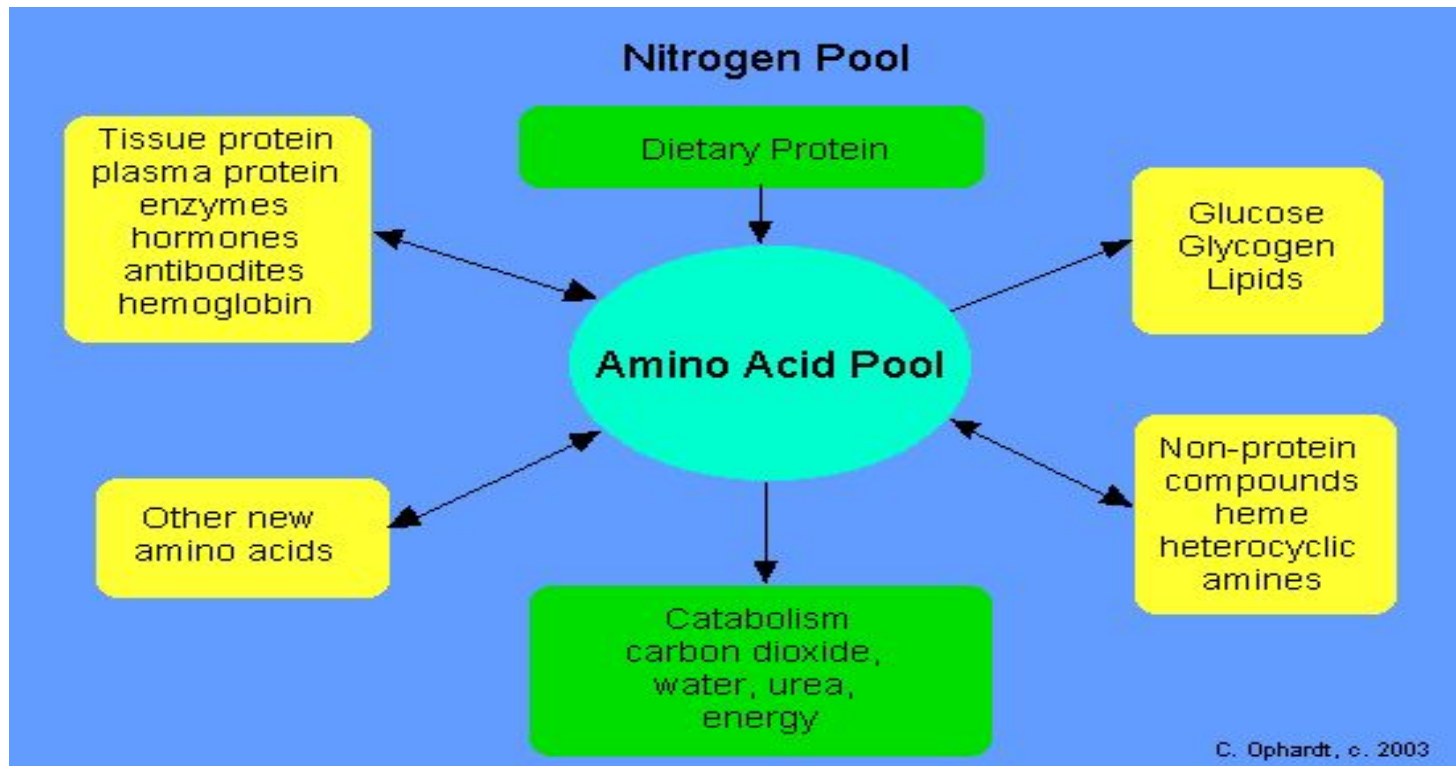 Nitrogen Pool
Dietary Protein
Tissue protein
plasma protein
enzymes
hormones
antibodites
hemoglobin
Glucose
Glycogen
Lipids
Amino Acid Pool
Other new
amino acids
Non-protein
compounds
heme
heterocyclic
amines
Catabolism
carbon dioxide,
water, urea,
energy
C. Ophardt, c. 2003